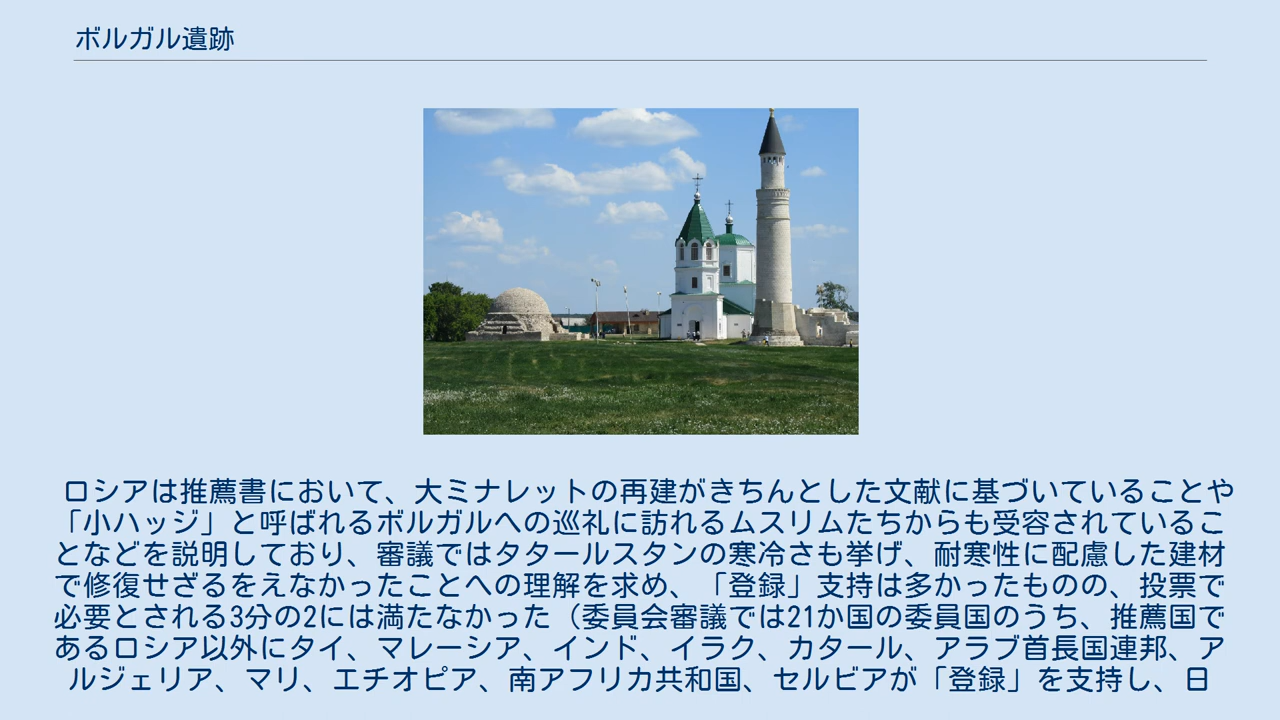 ボルガル遺跡
ロシアは推薦書において、大ミナレットの再建がきちんとした文献に基づいていることや
「小ハッジ」と呼ばれるボルガルへの巡礼に訪れるムスリムたちからも受容されているこ
となどを説明しており、審議ではタタールスタンの寒冷さも挙げ、耐寒性に配慮した建材
で修復せざるをえなかったことへの理解を求め、「登録」支持は多かったものの、投票で
必要とされる3分の2には満たなかった（委員会審議では21か国の委員国のうち、推薦国で
あるロシア以外にタイ、マレーシア、インド、イラク、カタール、アラブ首長国連邦、ア
ルジェリア、マリ、エチオピア、南アフリカ共和国、セルビアが「登録」を支持し、日